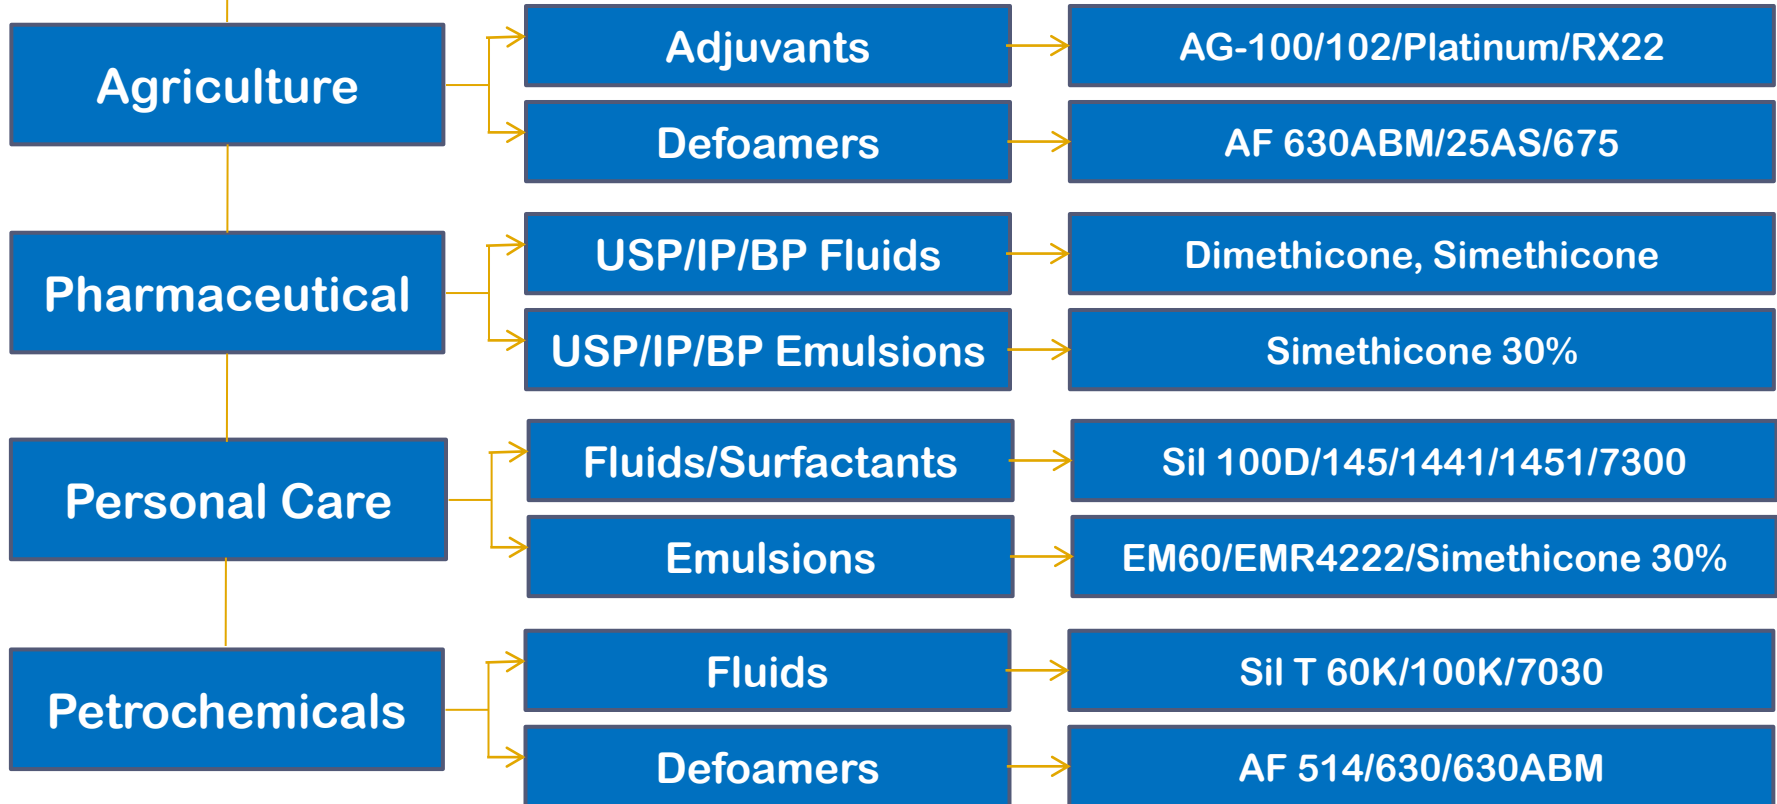 Agriculture
Adjuvants
AG-100/102/Platinum/RX22
Defoamers
AF 630ABM/25AS/675
Pharmaceutical
USP/IP/BP Fluids
Dimethicone, Simethicone
USP/IP/BP Emulsions
Simethicone 30%
Personal Care
Fluids/Surfactants
Sil 100D/145/1441/1451/7300
Emulsions
EM60/EMR4222/Simethicone 30%
Petrochemicals
Fluids
Sil T 60K/100K/7030
Defoamers
AF 514/630/630ABM